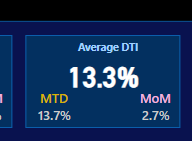 Average DTI
13.3%
MTD MoM
13.7% 2.7%